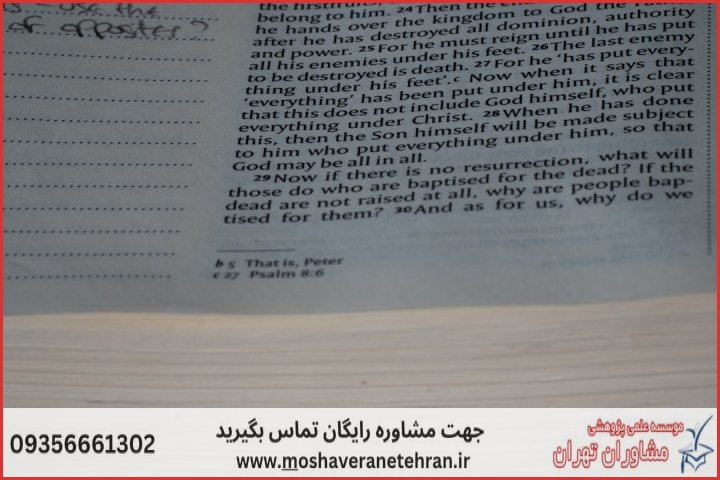 use the
of opposter?
belong to him. 24Then the end
he hands over the kingdom to God the
after he has destroyed all dominion, authority
and power. 25For he must reign until he has put
all his enemies under his feet. 26The last enemy
to be destroyed is death. 27For he ‘has put every-
thing under his feet’.c Now when it says that
‘everything’ has been put under him, it is clear
that this does not include God himself, who put
everything under Christ. 28When he has done
this, then the Son himself will be made subject
to him who put everything under him, so that
God may be all in all.
29Now if there is no resurrection, what will
those do who are baptised for the dead? If the
dead are not raised at all, why are people bap-
tised for them? 30And as for us, why do we
b 5 That is, Peter
c 27 Psalm 8:6
09356661302
جهت مشاوره رایگان تماس بگیرید
www.moshaveranetehran.ir
موسسه علمی پژوهشی
مشاوران تهران